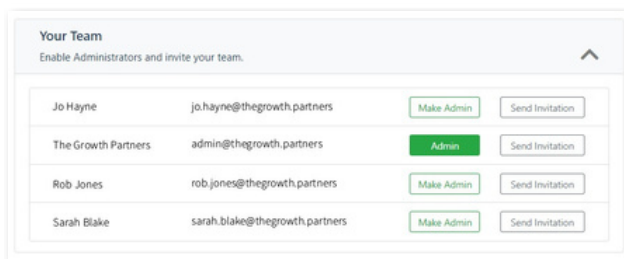 Your Team
Enable Administrators and invite your team.
Jo Hayne jo.hayne@thegrowth.partners Make Admin Send Invitation
The Growth Partners admin@thegrowth.partners Admin Send Invitation
Rob Jones rob.jones@thegrowth.partners Make Admin Send Invitation
Sarah Blake sarah.blake@thegrowth.partners Make Admin Send Invitation